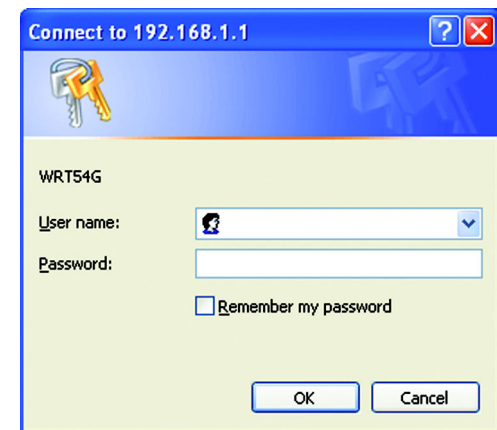 Connect to 192.168.1.1
?
WRT54G
User name:
Password:
Remember my password
OK
Cancel